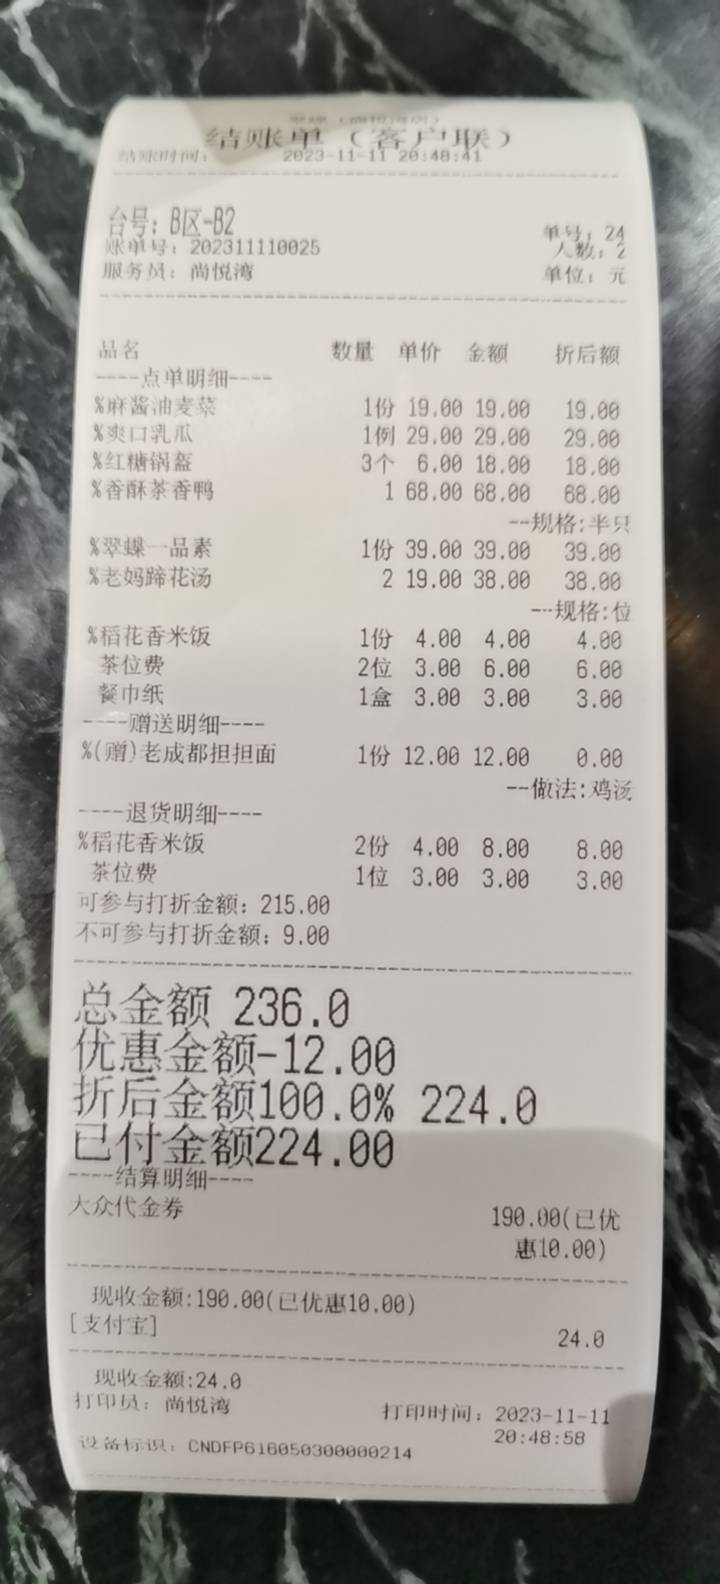 结账单（客户联）
结账时间： 2023-11-11 20:48:41
台号：B区-B2
单号：24
账单号：202311110025
人数：2
服务员：尚悦湾
单位：元
品名 数量 单价 金额 折后额
----点单明细----
%麻酱油麦菜 1份 19.00 19.00 19.00
%爽口乳瓜 1例 29.00 29.00 29.00
%红糖锅盔 3个 6.00 18.00 18.00
%香酥茶香鸭 1 68.00 68.00 68.00
--规格:半只
%翠蝶一品素 1份 39.00 39.00 39.00
%老妈蹄花汤 2 19.00 38.00 38.00
--规格:位
%稻花香米饭 1份 4.00 4.00 4.00
茶位费 2位 3.00 6.00 6.00
餐巾纸 1盒 3.00 3.00 3.00
----赠送明细----
%(赠)老成都担担面 1份 12.00 12.00 0.00
--做法:鸡汤
----退货明细----
%稻花香米饭 2份 4.00 8.00 8.00
茶位费 1位 3.00 3.00 3.00
可参与打折金额：215.00
不可参与打折金额：9.00
总金额 236.0
优惠金额-12.00
折后金额100.0% 224.0
已付金额224.00
----结算明细----
大众代金券 190.00(已优
惠10.00)
现收金额:190.00(已优惠10.00)
[支付宝] 24.0
现收金额:24.0
打印员：尚悦湾 打印时间：2023-11-11
20:48:58
设备标识：CNDFP616050300000214